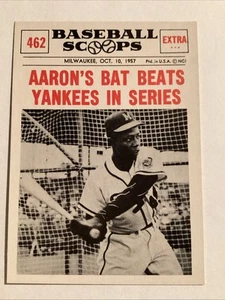 462
BASEBALL
SCOOPS
EXTRA
MILWAUKEE, OCT. 10, 1957
Ptd. in U.S.A. © NCI
AARON'S BAT BEATS
YANKEES IN SERIES